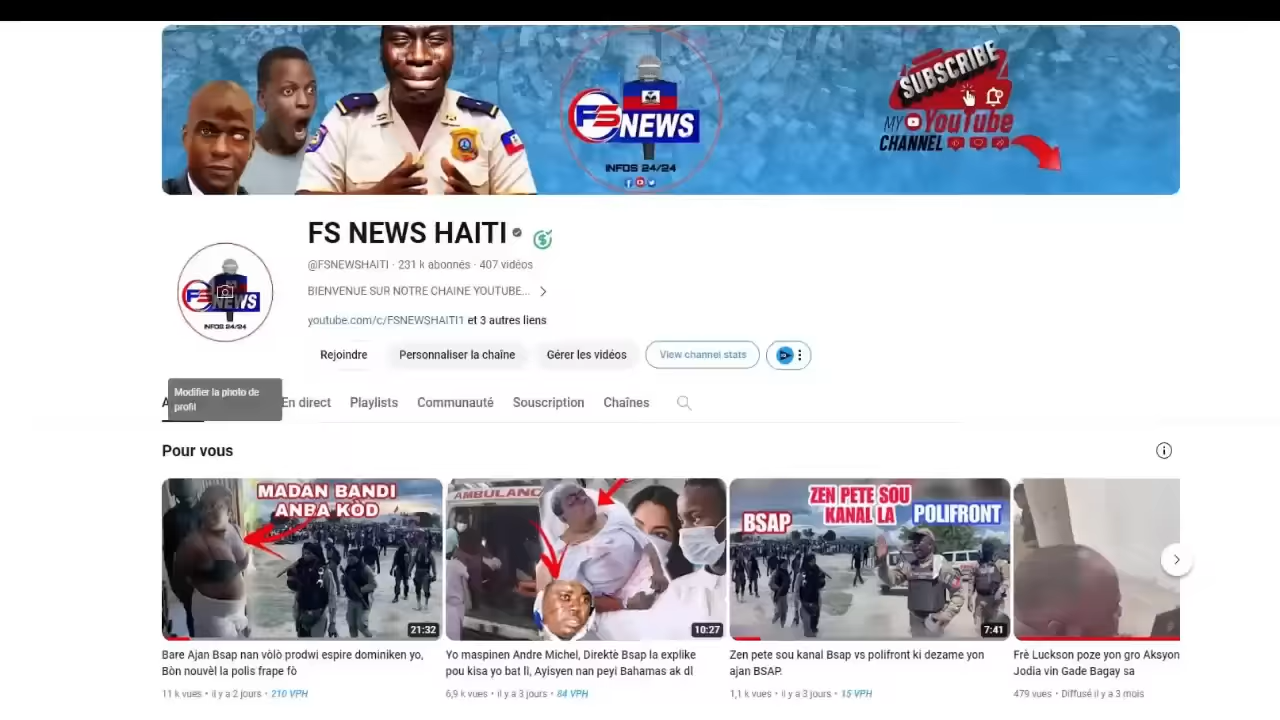 SUBSCRIBE
MY YouTube
CHANNEL
FS NEWS
INFOS 24/24
FS NEWS HAITI
@FSNEWSHAITI · 231 k abonnés · 407 vidéos
BIENVENUE SUR NOTRE CHAINE YOUTUBE...
youtube.com/c/FSNEWSHAITI1 et 3 autres liens
FS NEWS
INFOS 24/24
Rejoindre Personnaliser la chaîne Gérer les vidéos View channel stats
Modifier la photo de
profil
A En direct Playlists Communauté Souscription Chaînes
Pour vous
MADAN BANDI
ANBA KÒD
21:32
AMBULANC
10:27
ZEN PETE SOU
KANAL LA
BSAP POLIFRONT
7:41
Bare Ajan Bsap nan vòlò prodwi espire dominiken yo,
Bòn nouvèl la polis frape fò
11 k vues · il y a 2 jours · 210 VPH
Yo maspinen Andre Michel, Direktè Bsap la explike
pou kisa yo bat li, Ayisyen nan peyi Bahamas ak dl
6,9 k vues · il y a 3 jours · 84 VPH
Zen pete sou kanal Bsap vs polifront ki dezame yon
ajan BSAP.
1,1 k vues · il y a 3 jours · 15 VPH
Frè Luckson poze yon gro Aksyon
Jodia vin Gade Bagay sa
479 vues · Diffusé il y a 3 mois